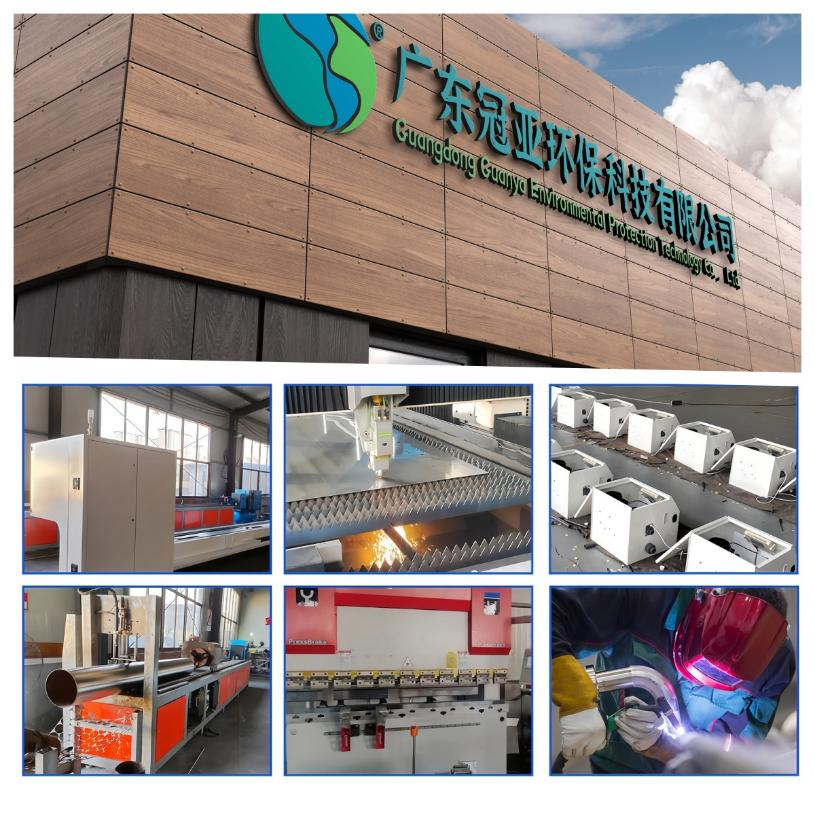 ®
广东冠亚环保科技有限公司
Guangdong Guanya Environmental Protection Technology Co., Ltd
PressBrake